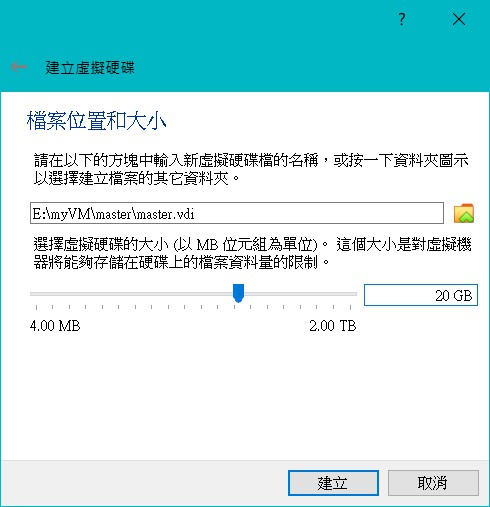 ?
建立虛擬硬碟
檔案位置和大小
請在以下的方塊中輸入新虛擬硬碟檔的名稱，或按一下資料夾圖示
以選擇建立檔案的其它資料夾。
E:\myVM\master\master.vdi
選擇虛擬硬碟的大小 (以 MB 位元組為單位)。 這個大小是對虛擬機
器將能夠存儲在硬碟上的檔案資料量的限制。
20 GB
4.00 MB 2.00 TB
建立 取消